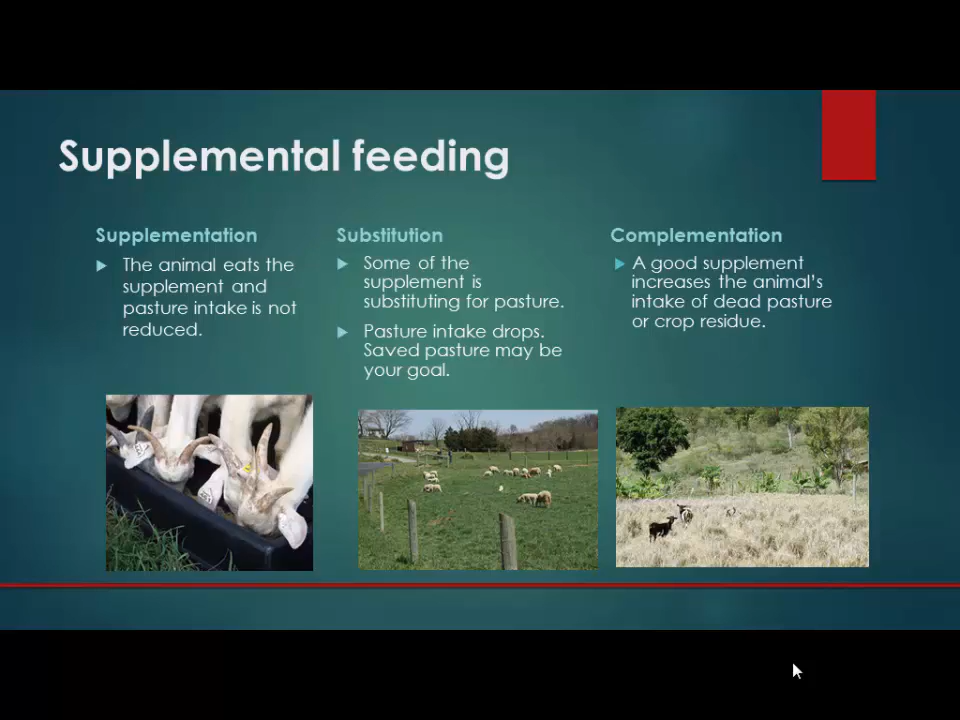 Supplemental feeding
Supplementation
The animal eats the
supplement and
pasture intake is not
reduced.
Substitution
Some of the
supplement is
substituting for pasture.
Pasture intake drops.
Saved pasture may be
your goal.
Complementation
A good supplement
increases the animal's
intake of dead pasture
or crop residue.